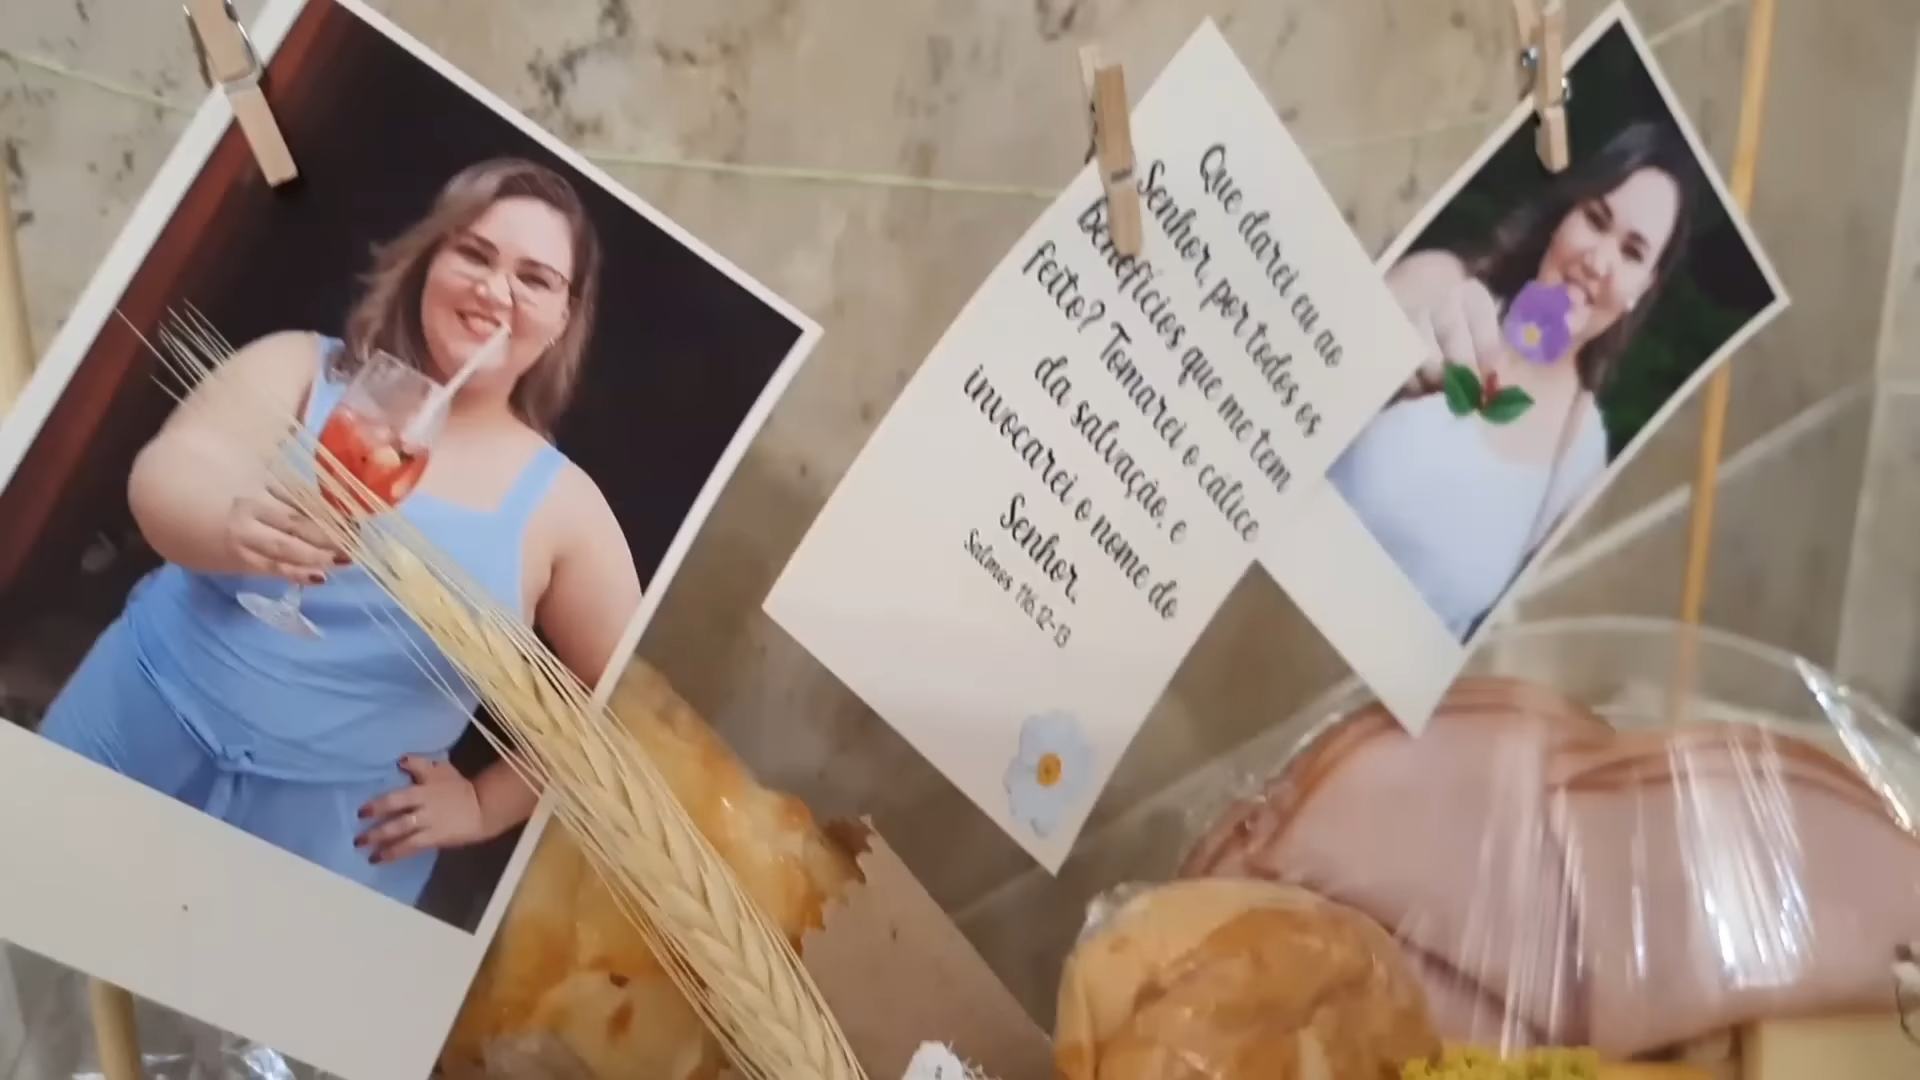 Que darei eu ao
Senhor, por todos os
benefícios que me tem
feito? Tomarei o cálice
da salvação, e
invocarei o nome do
Senhor.
Salmos 116.12-13